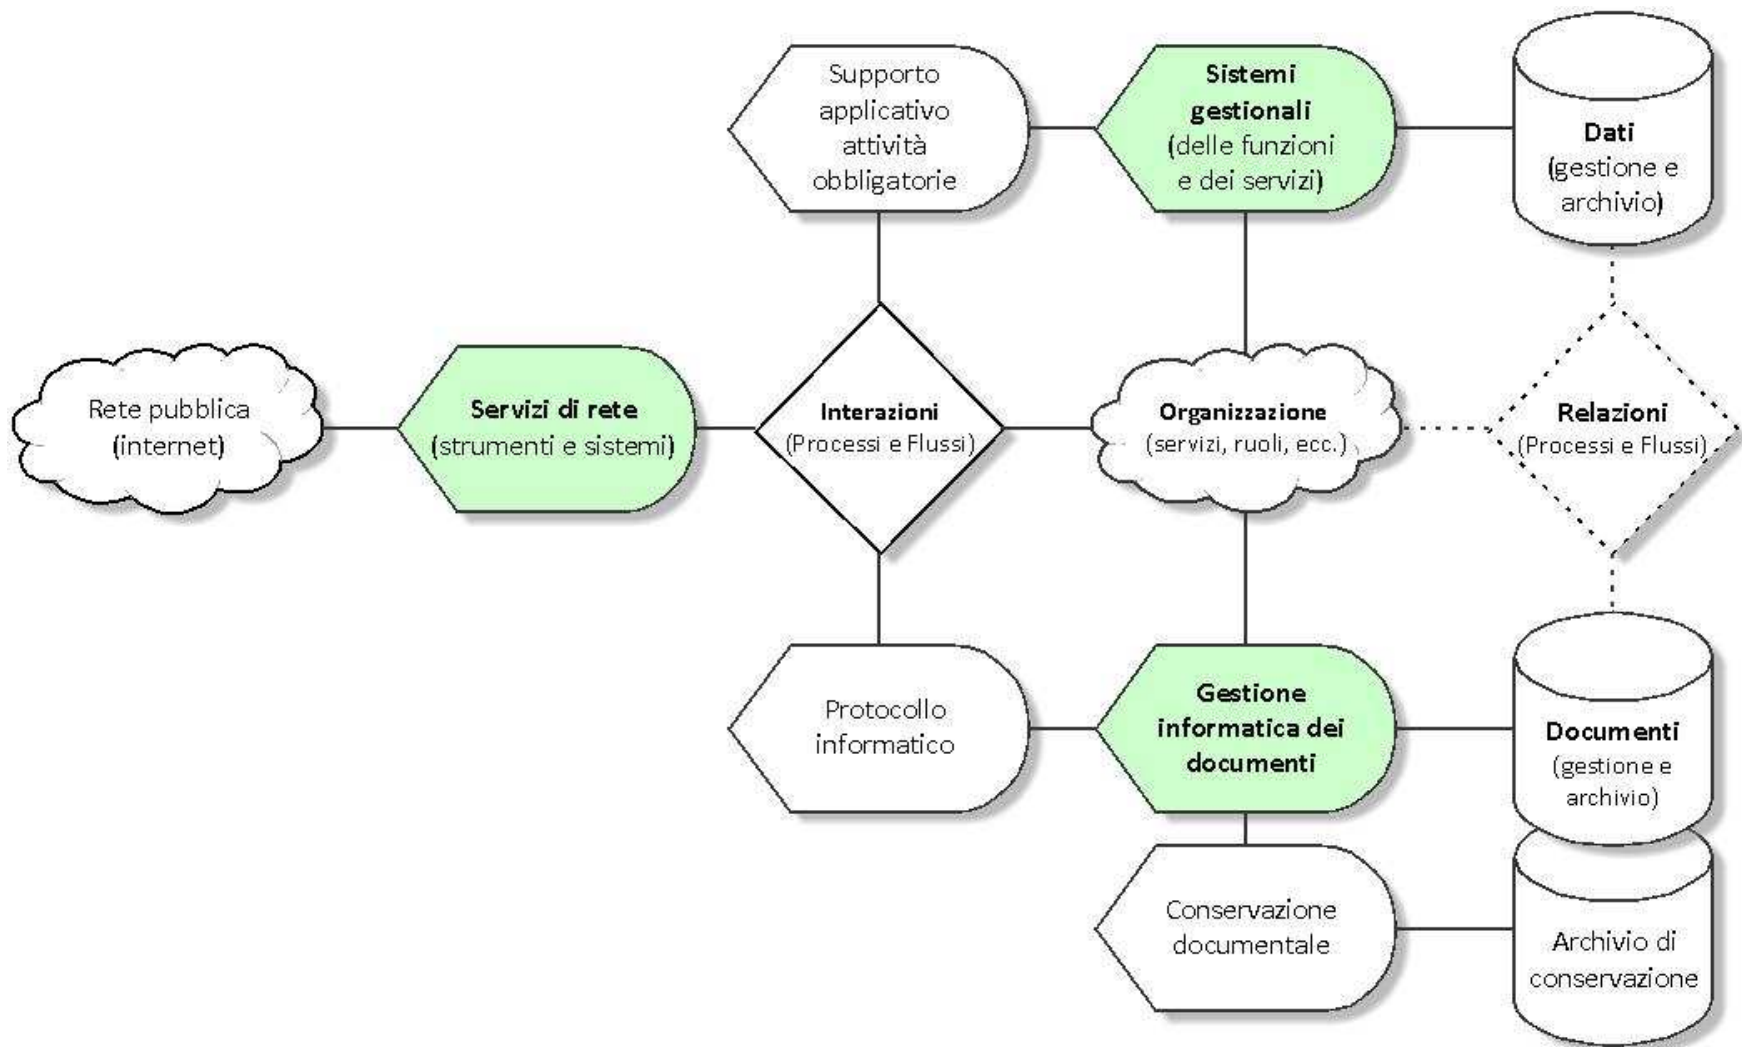 Supporto
applicativo
attività
obbligatorie
Sistemi
gestionali
(delle funzioni
e dei servizi)
Dati
(gestione e
archivio)
Rete pubblica
(internet)
Servizi di rete
(strumenti e sistemi)
Interazioni
(Processi e Flussi)
Organizzazione
(servizi, ruoli, ecc.)
Relazioni
(Processi e Flussi)
Protocollo
informatico
Gestione
informatica dei
documenti
Documenti
(gestione e
archivio)
Conservazione
documentale
Archivio di
conservazione